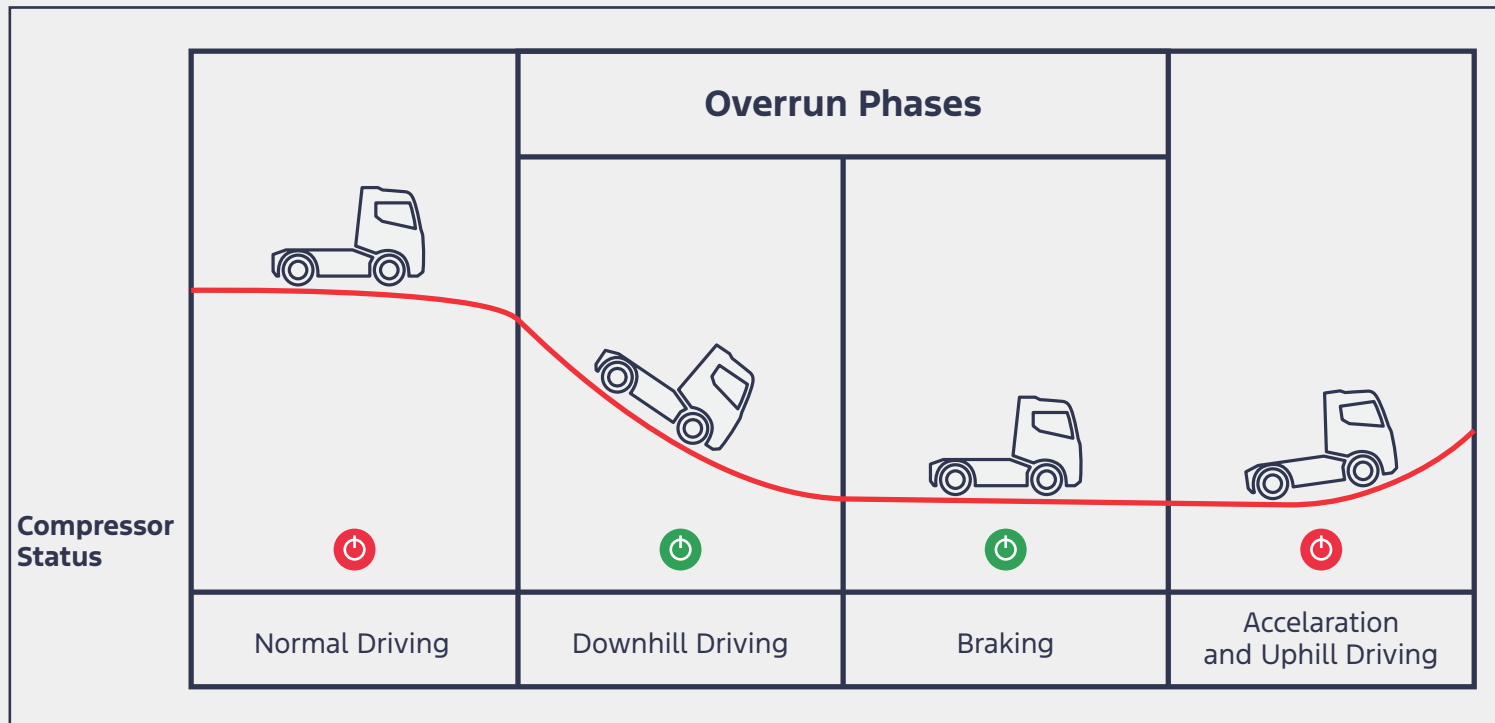 Overrun Phases
Compressor
Status
Normal Driving
Downhill Driving
Braking
Accelaration
and Uphill Driving